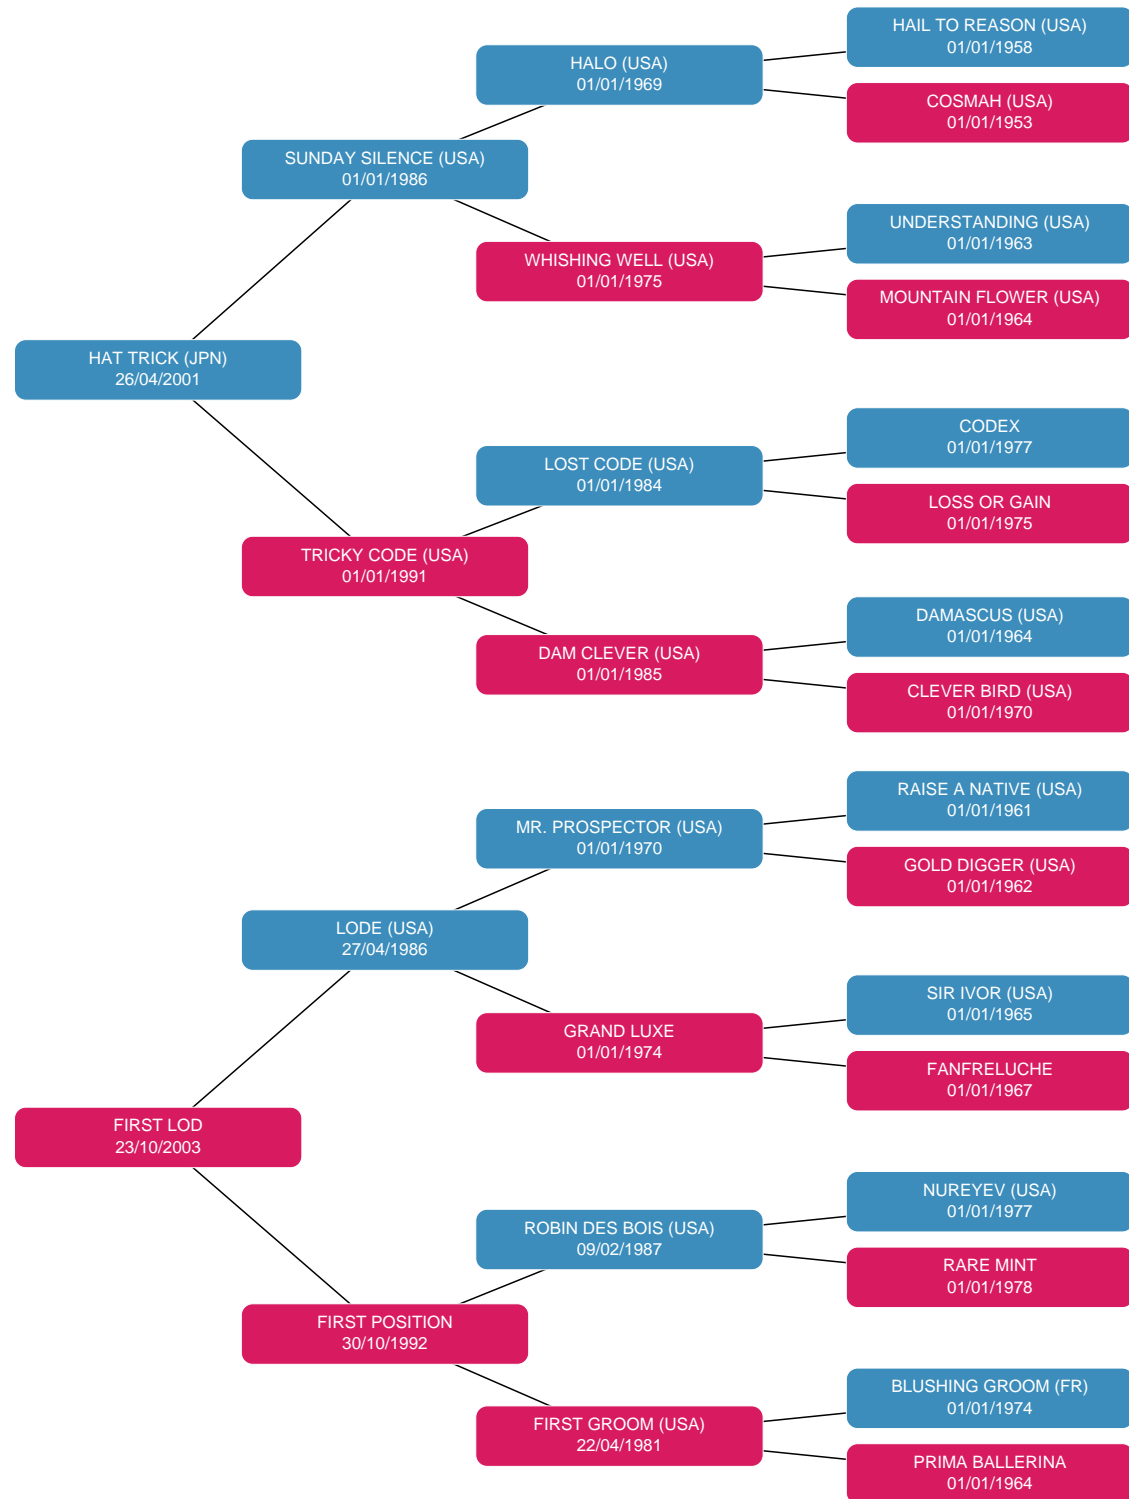 HAIL TO REASON (USA)
01/01/1958
HALO (USA)
01/01/1969
COSMAH (USA)
01/01/1953
SUNDAY SILENCE (USA)
01/01/1986
UNDERSTANDING (USA)
01/01/1963
WHISHING WELL (USA)
01/01/1975
MOUNTAIN FLOWER (USA)
01/01/1964
HAT TRICK (JPN)
26/04/2001
CODEX
01/01/1977
LOST CODE (USA)
01/01/1984
LOSS OR GAIN
01/01/1975
TRICKY CODE (USA)
01/01/1991
DAMASCUS (USA)
01/01/1964
DAM CLEVER (USA)
01/01/1985
CLEVER BIRD (USA)
01/01/1970
RAISE A NATIVE (USA)
01/01/1961
MR. PROSPECTOR (USA)
01/01/1970
GOLD DIGGER (USA)
01/01/1962
LODE (USA)
27/04/1986
SIR IVOR (USA)
01/01/1965
GRAND LUXE
01/01/1974
FANFRELUCHE
01/01/1967
FIRST LOD
23/10/2003
NUREYEV (USA)
01/01/1977
ROBIN DES BOIS (USA)
09/02/1987
RARE MINT
01/01/1978
FIRST POSITION
30/10/1992
BLUSHING GROOM (FR)
01/01/1974
FIRST GROOM (USA)
22/04/1981
PRIMA BALLERINA
01/01/1964